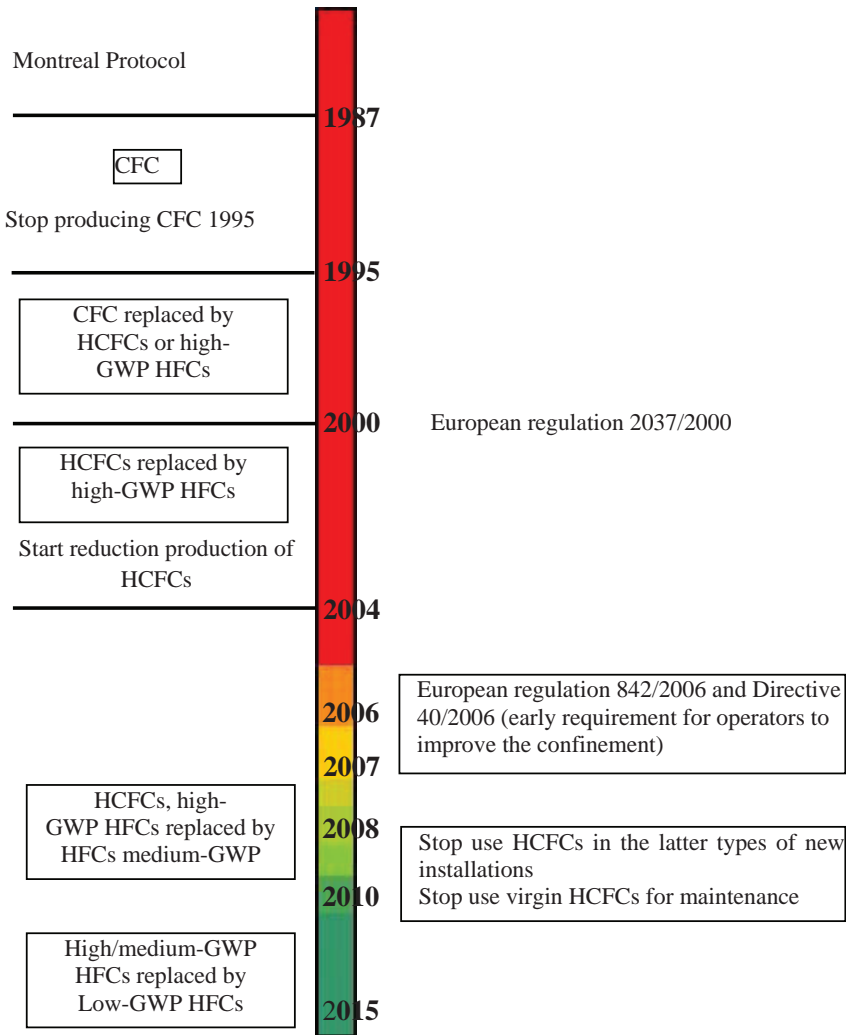 Montreal Protocol
1987
CFC
Stop producing CFC 1995
1995
CFC replaced by
HCFCs or high-
GWP HFCs
2000
European regulation 2037/2000
HCFCs replaced by
high-GWP HFCs
Start reduction production of
HCFCs
2004
European regulation 842/2006 and Directive
40/2006 (early requirement for operators to
improve the confinement)
2006
2007
HCFCs, high-
GWP HFCs replaced by
HFCs medium-GWP
2008
Stop use HCFCs in the latter types of new
installations
Stop use virgin HCFCs for maintenance
2010
High/medium-GWP
HFCs replaced by
Low-GWP HFCs
2015